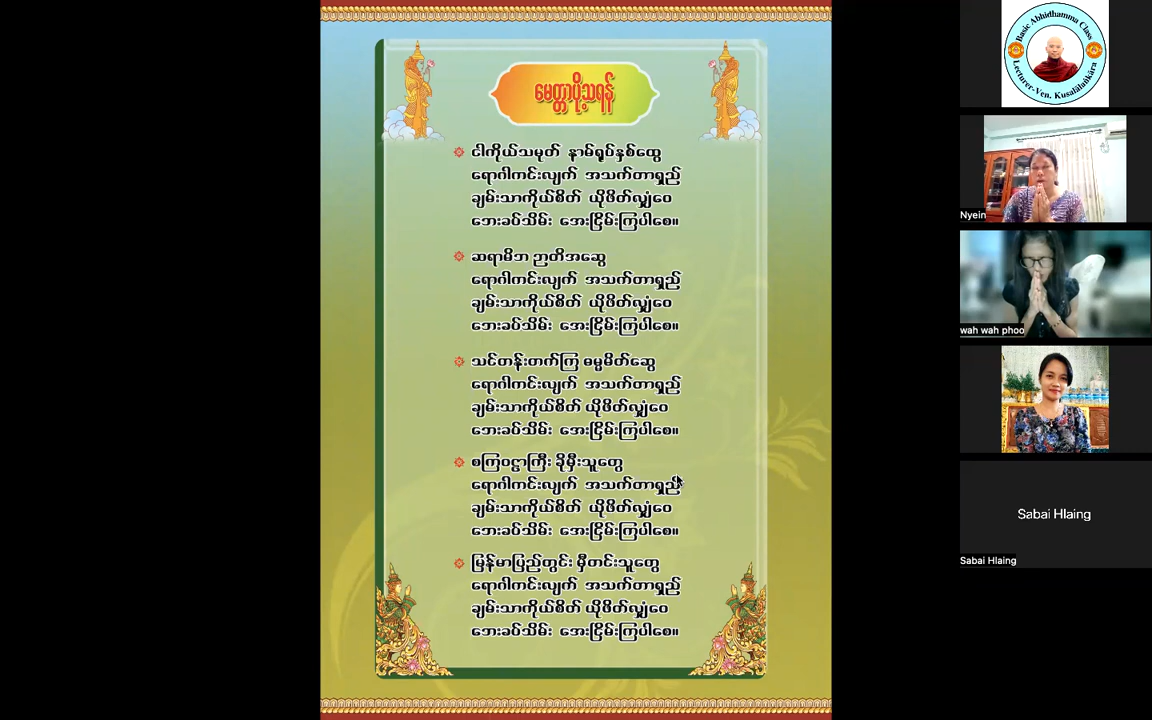 မေတ္တာပို့သရန်
ငါကိုယ်သမုတ် နာမ်ရုပ်နှစ်ထွေ
ရောဂါကင်းလျက် အသက်တာရှည်
ချမ်းသာကိုယ်စိတ် ယိုဖိတ်လျှံဝေ
ဘေးခပ်သိမ်း အေးငြိမ်းကြပါစေ။
ဆရာမိဘ ဉာတိအဆွေ
ရောဂါကင်းလျက် အသက်တာရှည်
ချမ်းသာကိုယ်စိတ် ယိုဖိတ်လျှံဝေ
ဘေးခပ်သိမ်း အေးငြိမ်းကြပါစေ။
သင်တန်းတက်ကြ ဓမ္မမိတ်ဆွေ
ရောဂါကင်းလျက် အသက်တာရှည်
ချမ်းသာကိုယ်စိတ် ယိုဖိတ်လျှံဝေ
ဘေးခပ်သိမ်း အေးငြိမ်းကြပါစေ။
စကြဝဠာကြီး ခိုမှီးသူတွေ
ရောဂါကင်းလျက် အသက်တာရှည်
ချမ်းသာကိုယ်စိတ် ယိုဖိတ်လျှံဝေ
ဘေးခပ်သိမ်း အေးငြိမ်းကြပါစေ။
မြန်မာပြည်တွင်း မှီတင်းသူတွေ
ရောဂါကင်းလျက် အသက်တာရှည်
ချမ်းသာကိုယ်စိတ် ယိုဖိတ်လျှံဝေ
ဘေးခပ်သိမ်း အေးငြိမ်းကြပါစေ။
Basic Abhidhamma Class
Lecturer-Ven. Kusalālaṅkāra
Nyein
wah wah phoo
Sabai Hlaing
Sabai Hlaing